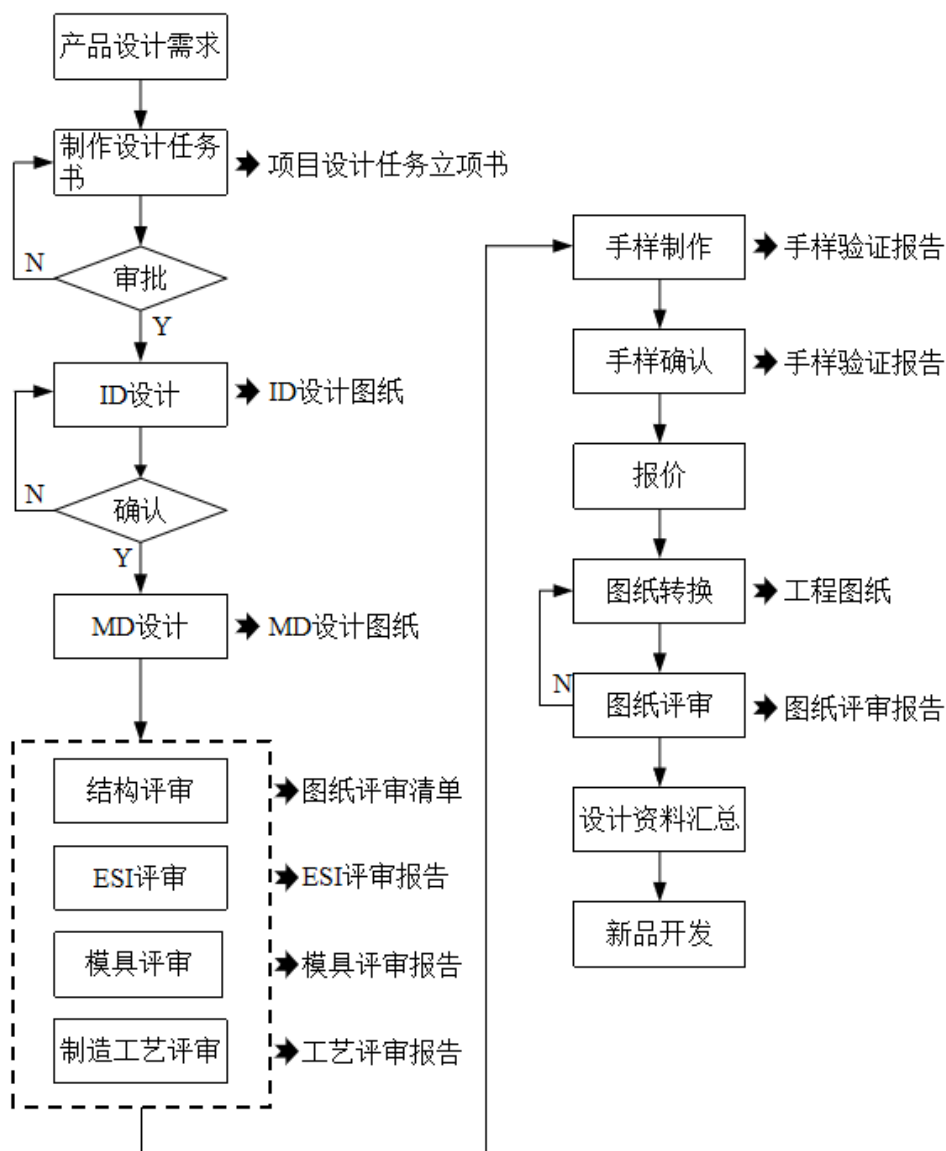 产品设计需求
制作设计任务
书
项目设计任务立项书
N
审批
Y
ID设计
ID设计图纸
N
确认
Y
MD设计
MD设计图纸
结构评审
图纸评审清单
ESI评审
ESI评审报告
模具评审
模具评审报告
制造工艺评审
工艺评审报告
手样制作
手样验证报告
手样确认
手样验证报告
报价
图纸转换
工程图纸
N
图纸评审
图纸评审报告
设计资料汇总
新品开发